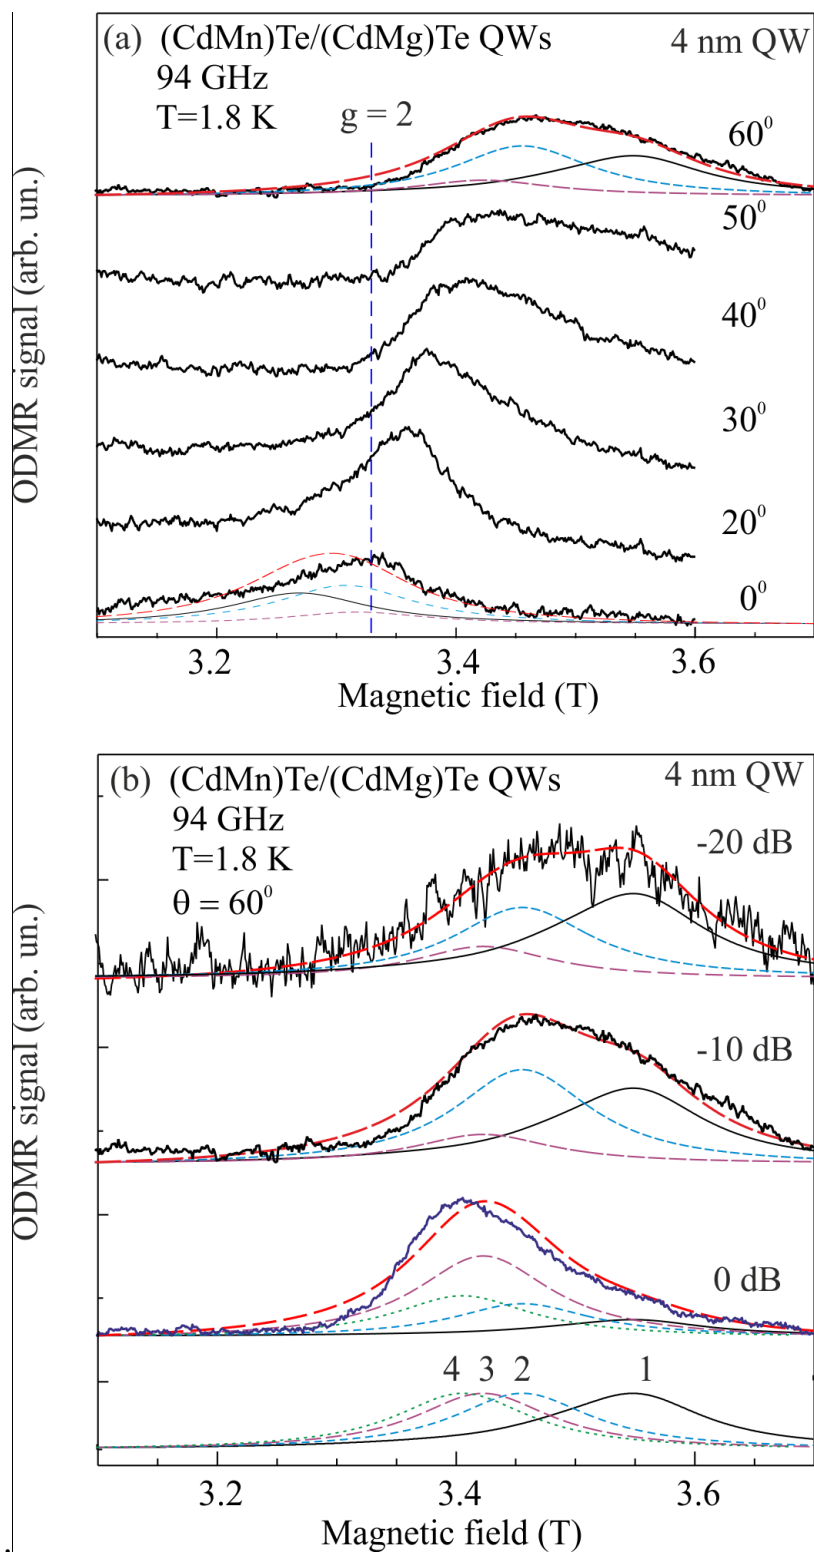 (a) (CdMn)Te/(CdMg)Te QWs 4 nm QW
94 GHz
T=1.8 K g = 2
60⁰
50⁰
40⁰
30⁰
20⁰
0⁰
ODMR signal (arb. un.)
3.2 3.4 3.6
Magnetic field (T)
(b) (CdMn)Te/(CdMg)Te QWs 4 nm QW
94 GHz
T=1.8 K
θ = 60⁰
-20 dB
-10 dB
0 dB
4 3 2 1
ODMR signal (arb. un.)
3.2 3.4 3.6
Magnetic field (T)